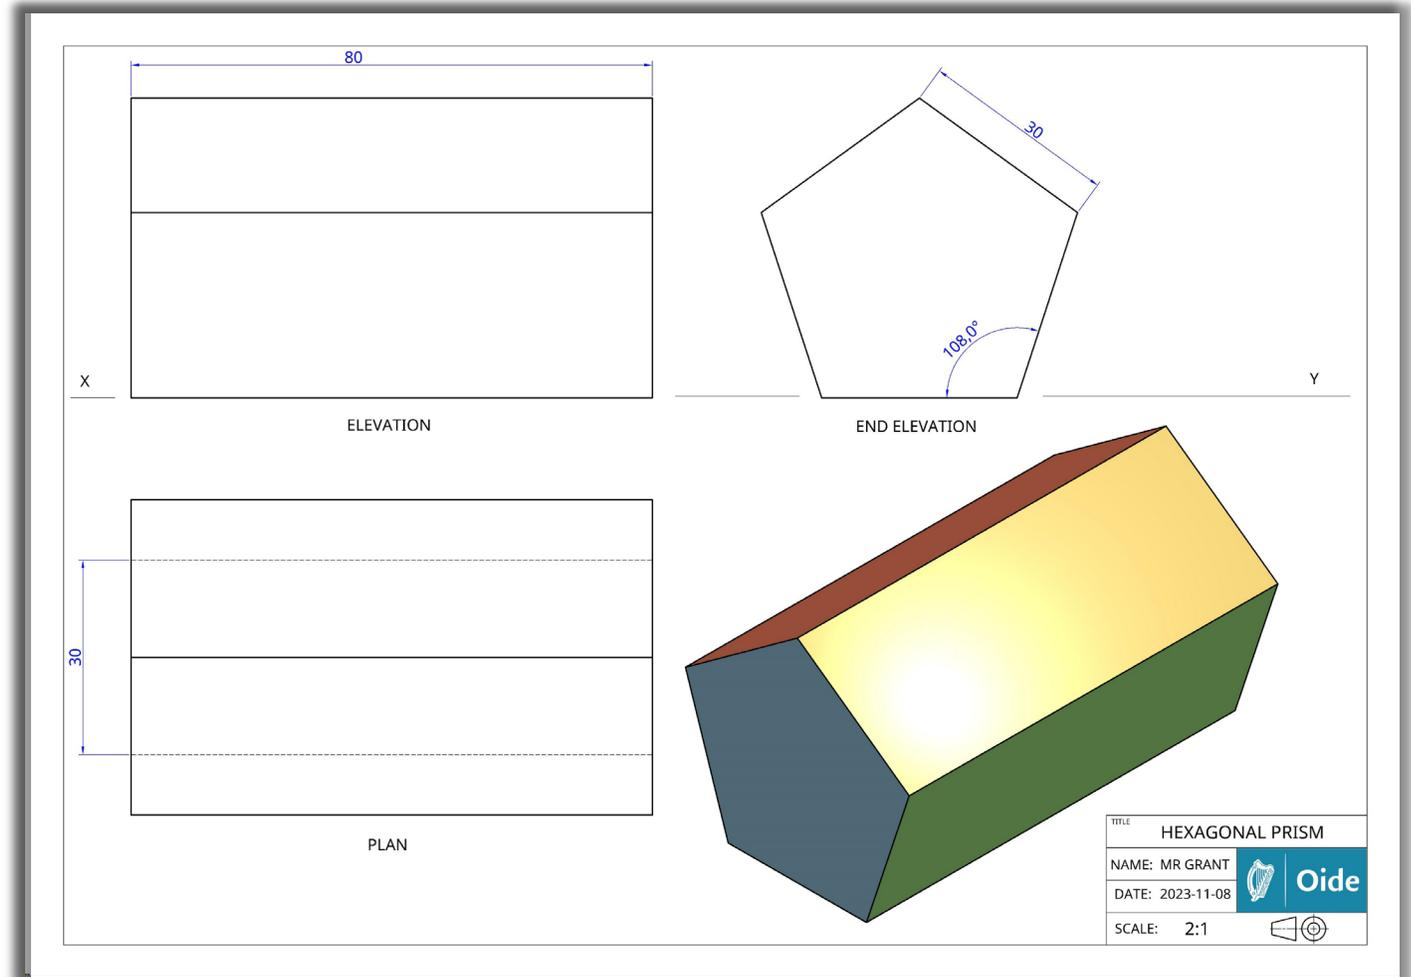 80
30
108,0°
X
Y
ELEVATION
END ELEVATION
30
PLAN
TITLE
HEXAGONAL PRISM
NAME: MR GRANT
DATE: 2023-11-08
Oide
SCALE: 2:1